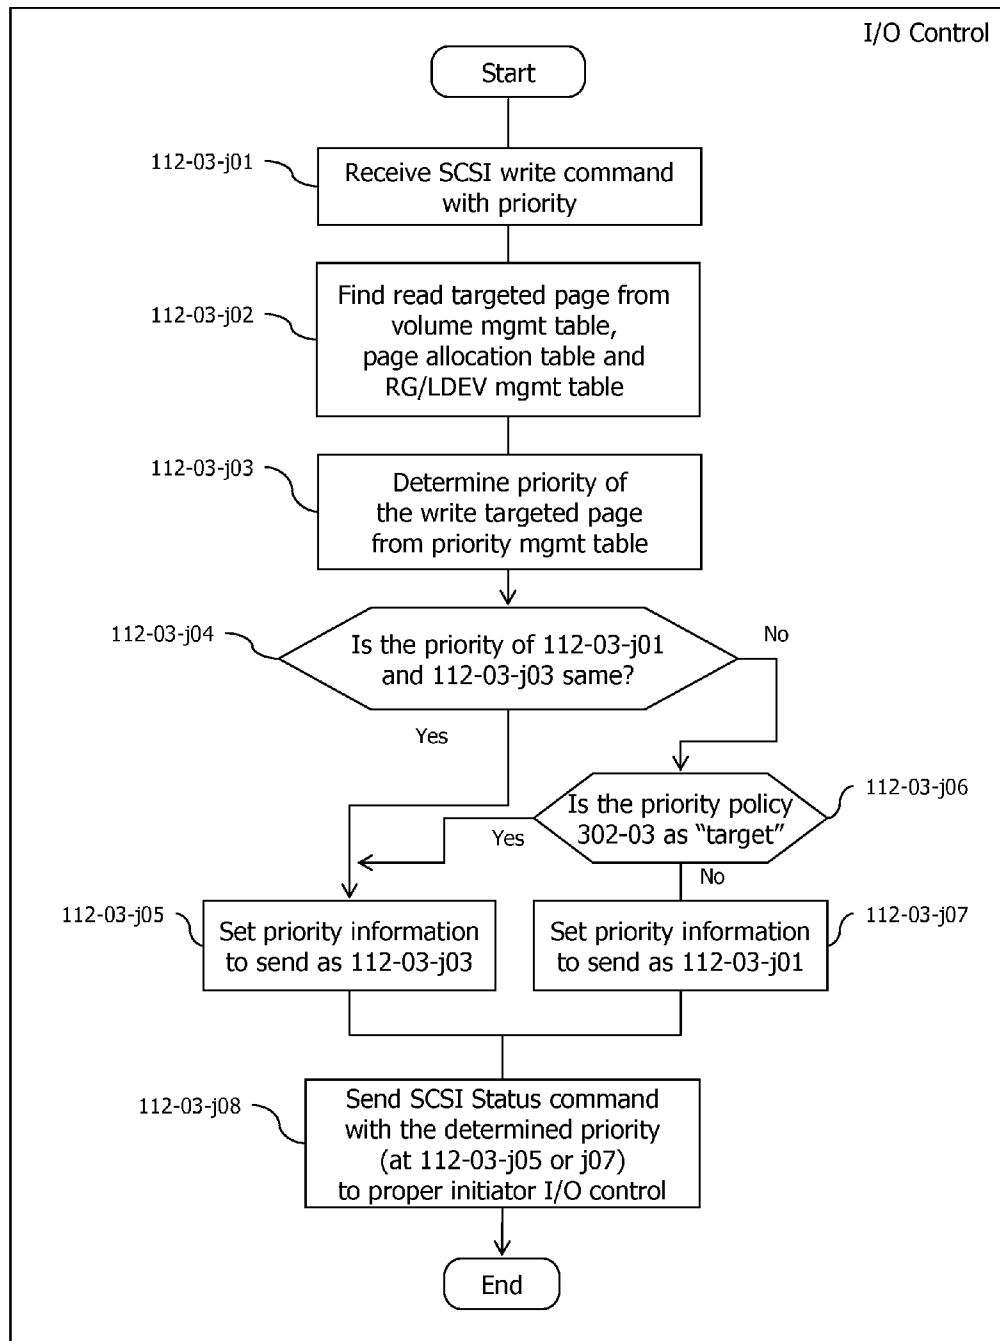 I/O Control
Start
112-03-j01
Receive SCSI write command
with priority
112-03-j02
Find read targeted page from
volume mgmt table,
page allocation table and
RG/LDEV mgmt table
112-03-j03
Determine priority of
the write targeted page
from priority mgmt table
112-03-j04
Is the priority of 112-03-j01
and 112-03-j03 same?
No
Yes
112-03-j06
Is the priority policy
302-03 as “target”
Yes
No
112-03-j05
Set priority information
to send as 112-03-j03
112-03-j07
Set priority information
to send as 112-03-j01
112-03-j08
Send SCSI Status command
with the determined priority
(at 112-03-j05 or j07)
to proper initiator I/O control
End